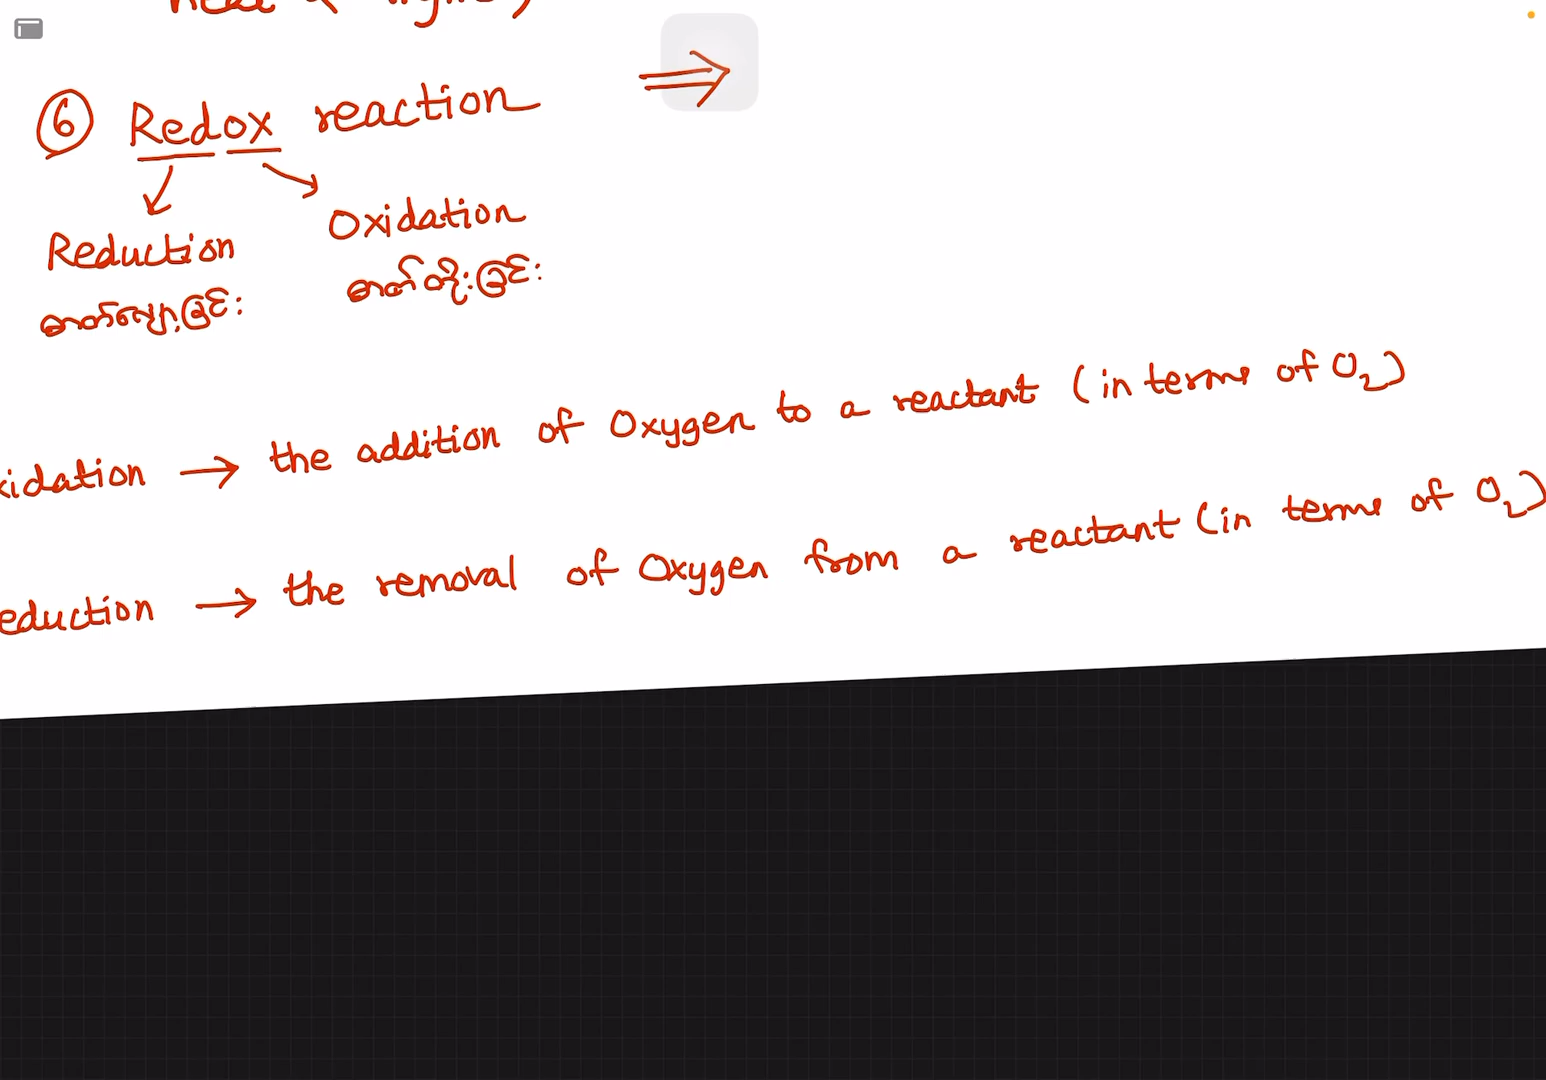 ⑥ Redox reaction ⇒
Reduction Oxidation
ဓာတ်လျော့ခြင်း ဓာတ်တိုးခြင်း
xidation → the addition of Oxygen to a reactant (in terms of O₂)
eduction → the removal of Oxygen from a reactant (in terms of O₂)